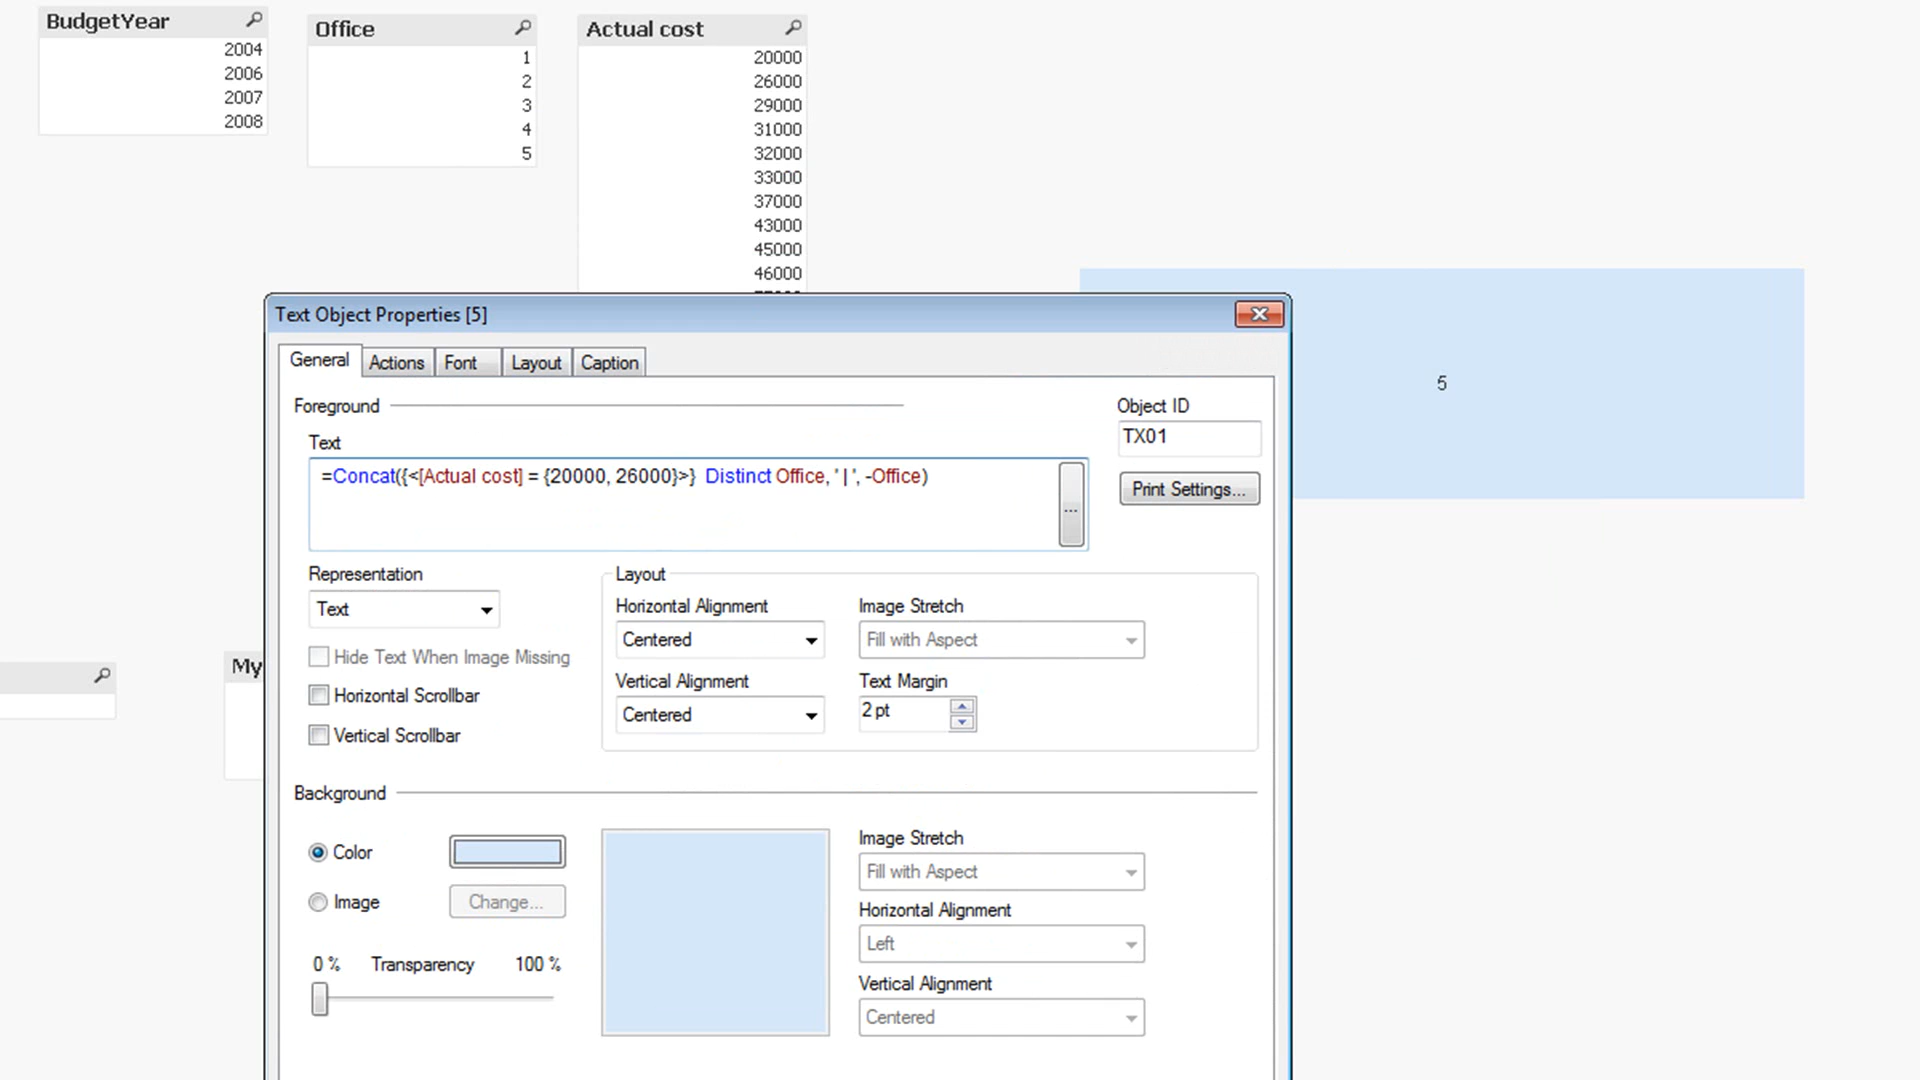 BudgetYear
2004
2006
2007
2008
Office
1
2
3
4
5
Actual cost
20000
26000
29000
31000
32000
33000
37000
43000
45000
46000
5
My
Text Object Properties [5]
General
Actions
Font
Layout
Caption
Foreground
Object ID
TX01
Text
=Concat({<[Actual cost] = {20000, 26000}>} Distinct Office, ' | ', -Office)
...
Print Settings...
Representation
Text
Hide Text When Image Missing
Horizontal Scrollbar
Vertical Scrollbar
Layout
Horizontal Alignment
Centered
Image Stretch
Fill with Aspect
Vertical Alignment
Centered
Text Margin
2 pt
Background
Color
Image
Change...
0 %
Transparency
100 %
Image Stretch
Fill with Aspect
Horizontal Alignment
Left
Vertical Alignment
Centered